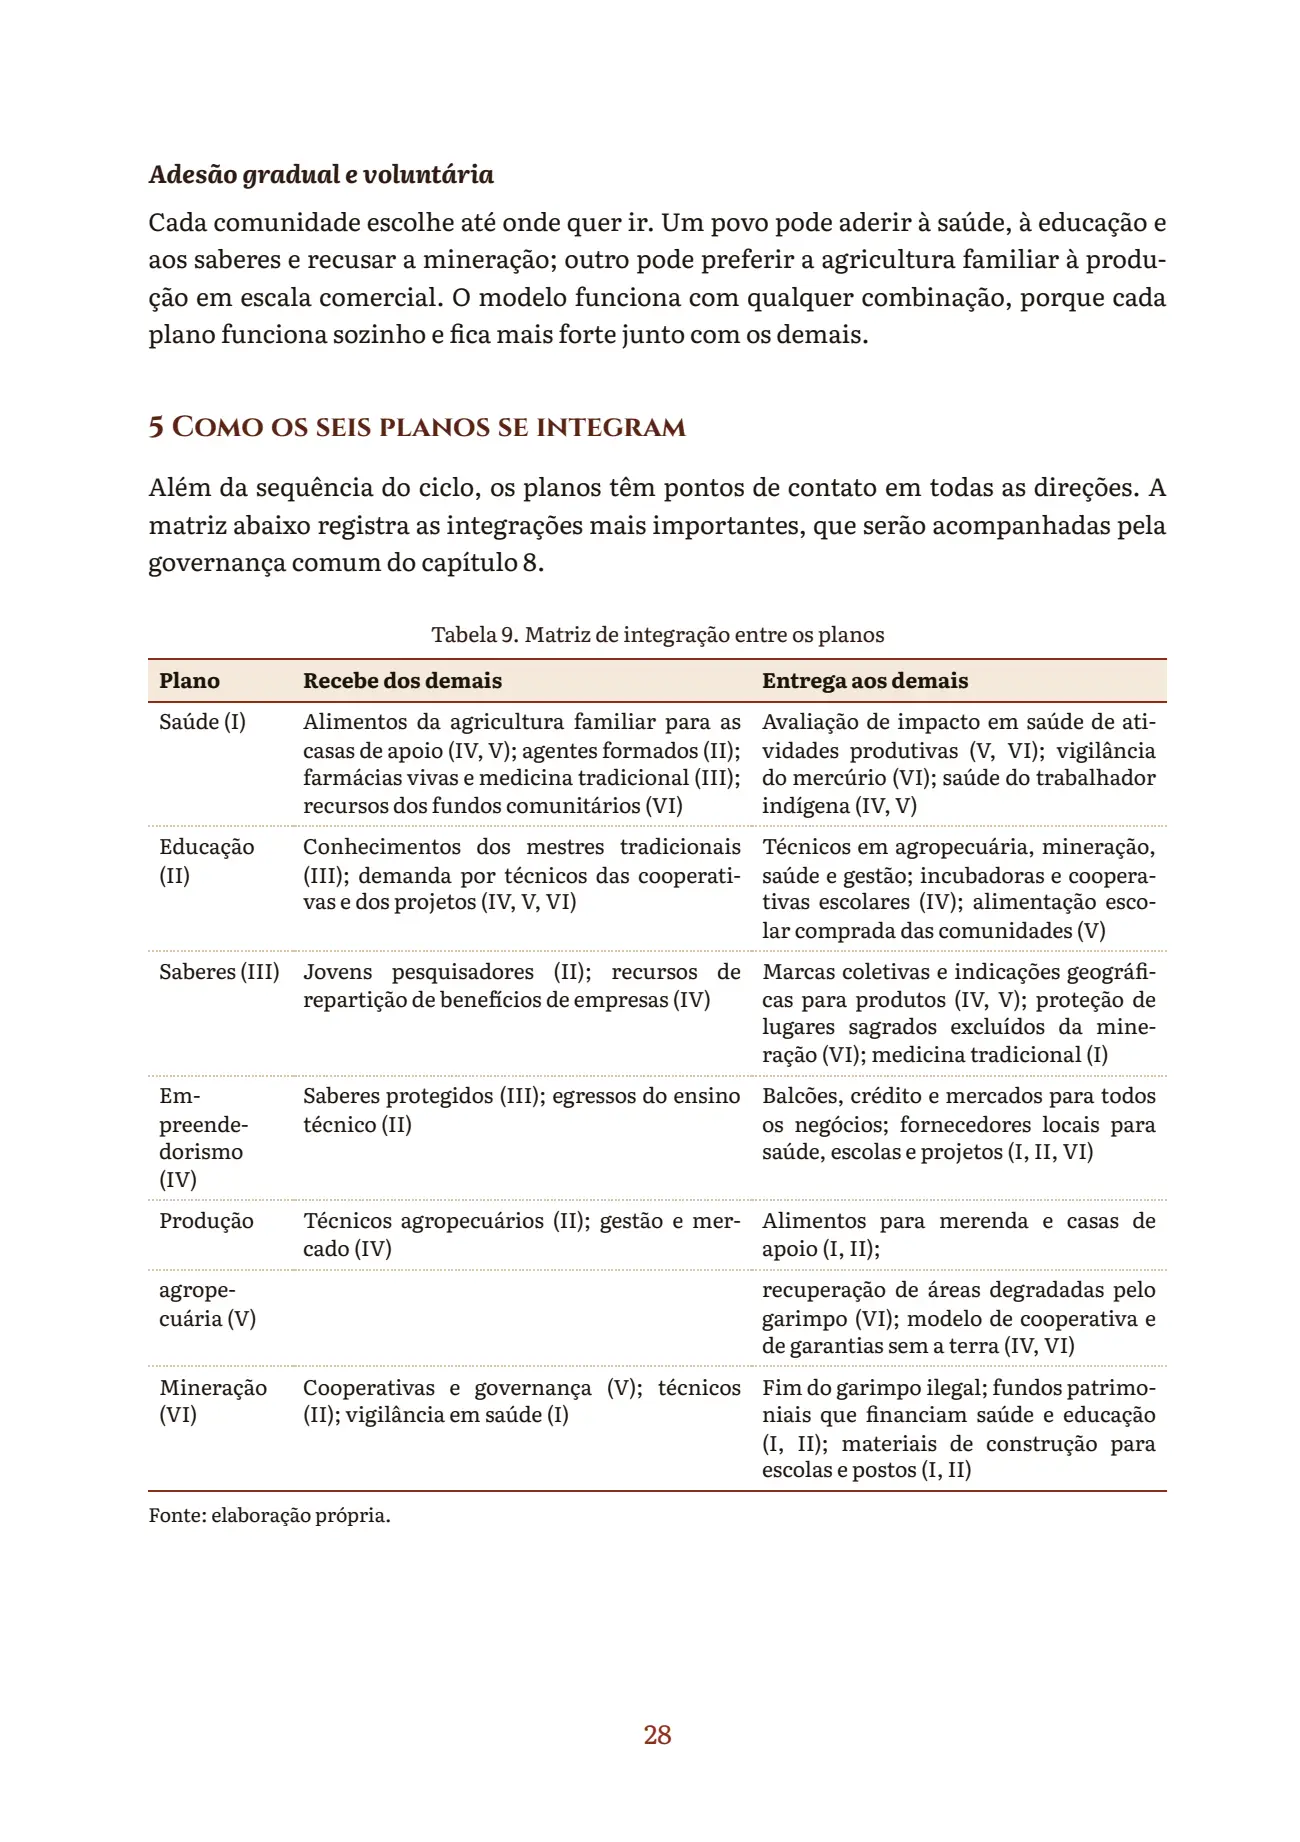 Adesão gradual e voluntária
Cada comunidade escolhe até onde quer ir. Um povo pode aderir à saúde, à educação e
aos saberes e recusar a mineração; outro pode preferir a agricultura familiar à produ-
ção em escala comercial. O modelo funciona com qualquer combinação, porque cada
plano funciona sozinho e fica mais forte junto com os demais.
5 Como os seis planos se integram
Além da sequência do ciclo, os planos têm pontos de contato em todas as direções. A
matriz abaixo registra as integrações mais importantes, que serão acompanhadas pela
governança comum do capítulo 8.
Tabela 9. Matriz de integração entre os planos
Plano Recebe dos demais Entrega aos demais
Saúde (I) Alimentos da agricultura familiar para as Avaliação de impacto em saúde de ati-
casas de apoio (IV, V); agentes formados (II); vidades produtivas (V, VI); vigilância
farmácias vivas e medicina tradicional (III); do mercúrio (VI); saúde do trabalhador
recursos dos fundos comunitários (VI) indígena (IV, V)
Educação Conhecimentos dos mestres tradicionais Técnicos em agropecuária, mineração,
(II) (III); demanda por técnicos das cooperati- saúde e gestão; incubadoras e coopera-
vas e dos projetos (IV, V, VI) tivas escolares (IV); alimentação esco-
lar comprada das comunidades (V)
Saberes (III) Jovens pesquisadores (II); recursos de Marcas coletivas e indicações geográfi-
repartição de benefícios de empresas (IV) cas para produtos (IV, V); proteção de
lugares sagrados excluídos da mine-
ração (VI); medicina tradicional (I)
Em- Saberes protegidos (III); egressos do ensino Balcões, crédito e mercados para todos
preende- técnico (II) os negócios; fornecedores locais para
dorismo saúde, escolas e projetos (I, II, VI)
(IV)
Produção Técnicos agropecuários (II); gestão e mer- Alimentos para merenda e casas de
cado (IV) apoio (I, II);
agrope- recuperação de áreas degradadas pelo
cuária (V) garimpo (VI); modelo de cooperativa e
de garantias sem a terra (IV, VI)
Mineração Cooperativas e governança (V); técnicos Fim do garimpo ilegal; fundos patrimo-
(VI) (II); vigilância em saúde (I) niais que financiam saúde e educação
(I, II); materiais de construção para
escolas e postos (I, II)
Fonte: elaboração própria.
28